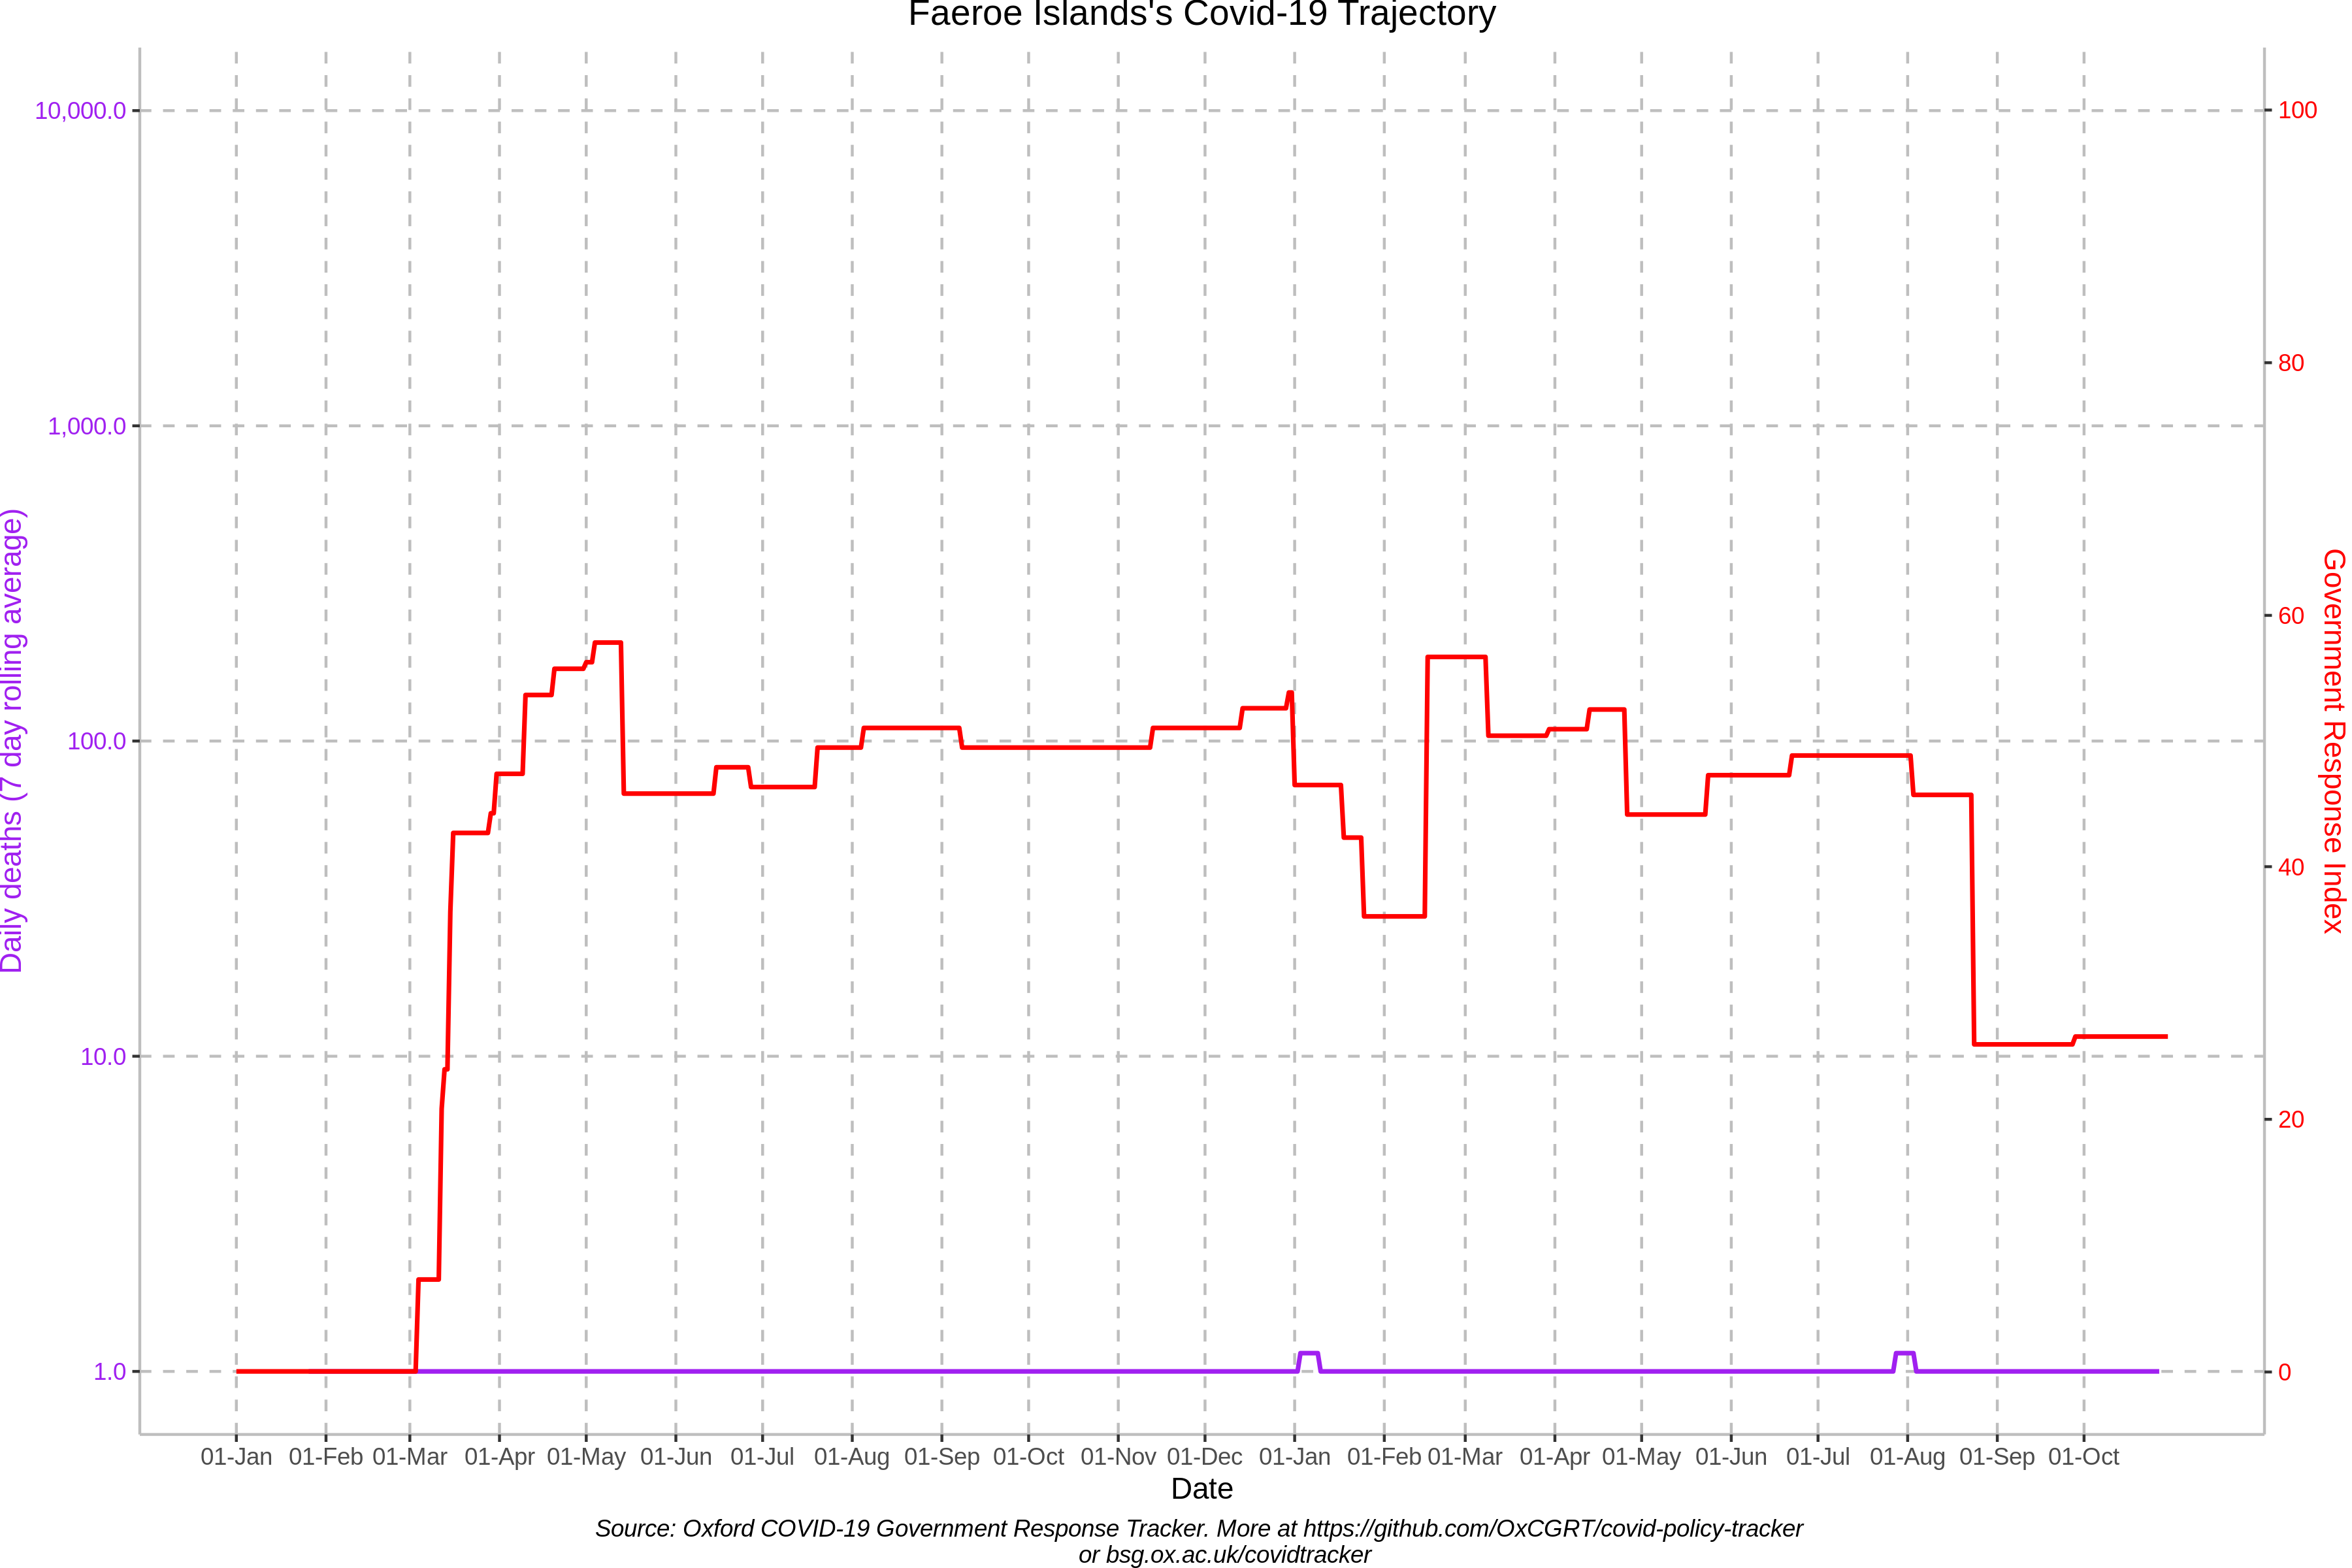 Faeroe Islands's Covid-19 Trajectory
10,000.0
1,000.0
100.0
10.0
1.0
Daily deaths (7 day rolling average)
100
80
60
40
20
0
Government Response Index
01-Jan 01-Feb 01-Mar 01-Apr 01-May 01-Jun 01-Jul 01-Aug 01-Sep 01-Oct 01-Nov 01-Dec 01-Jan 01-Feb 01-Mar 01-Apr 01-May 01-Jun 01-Jul 01-Aug 01-Sep 01-Oct
Date
Source: Oxford COVID-19 Government Response Tracker. More at https://github.com/OxCGRT/covid-policy-tracker
or bsg.ox.ac.uk/covidtracker